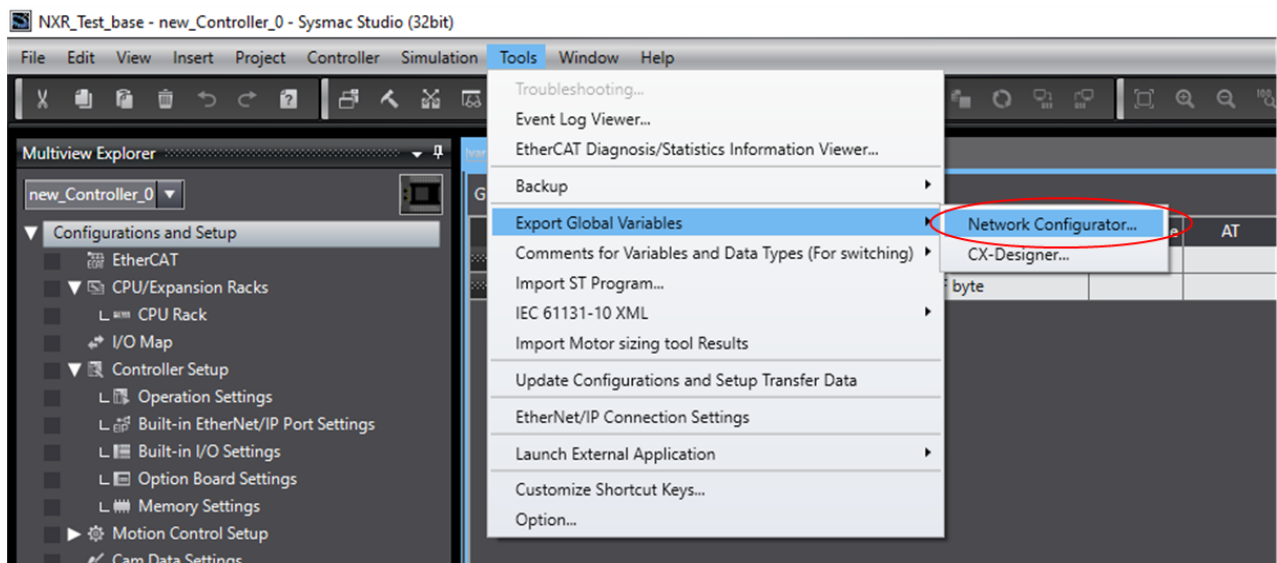 NXR_Test_base - new_Controller_0 - Sysmac Studio (32bit)
File Edit View Insert Project Controller Simulation Tools Window Help
Multiview Explorer
new_Controller_0
Configurations and Setup
EtherCAT
CPU/Expansion Racks
CPU Rack
I/O Map
Controller Setup
Operation Settings
Built-in EtherNet/IP Port Settings
Built-in I/O Settings
Option Board Settings
Memory Settings
Motion Control Setup
Cam Data Settings
Troubleshooting...
Event Log Viewer...
EtherCAT Diagnosis/Statistics Information Viewer...
Backup
Export Global Variables
Comments for Variables and Data Types (For switching)
Import ST Program...
IEC 61131-10 XML
Import Motor sizing tool Results
Update Configurations and Setup Transfer Data
EtherNet/IP Connection Settings
Launch External Application
Customize Shortcut Keys...
Option...
Network Configurator...
CX-Designer...
AT
byte